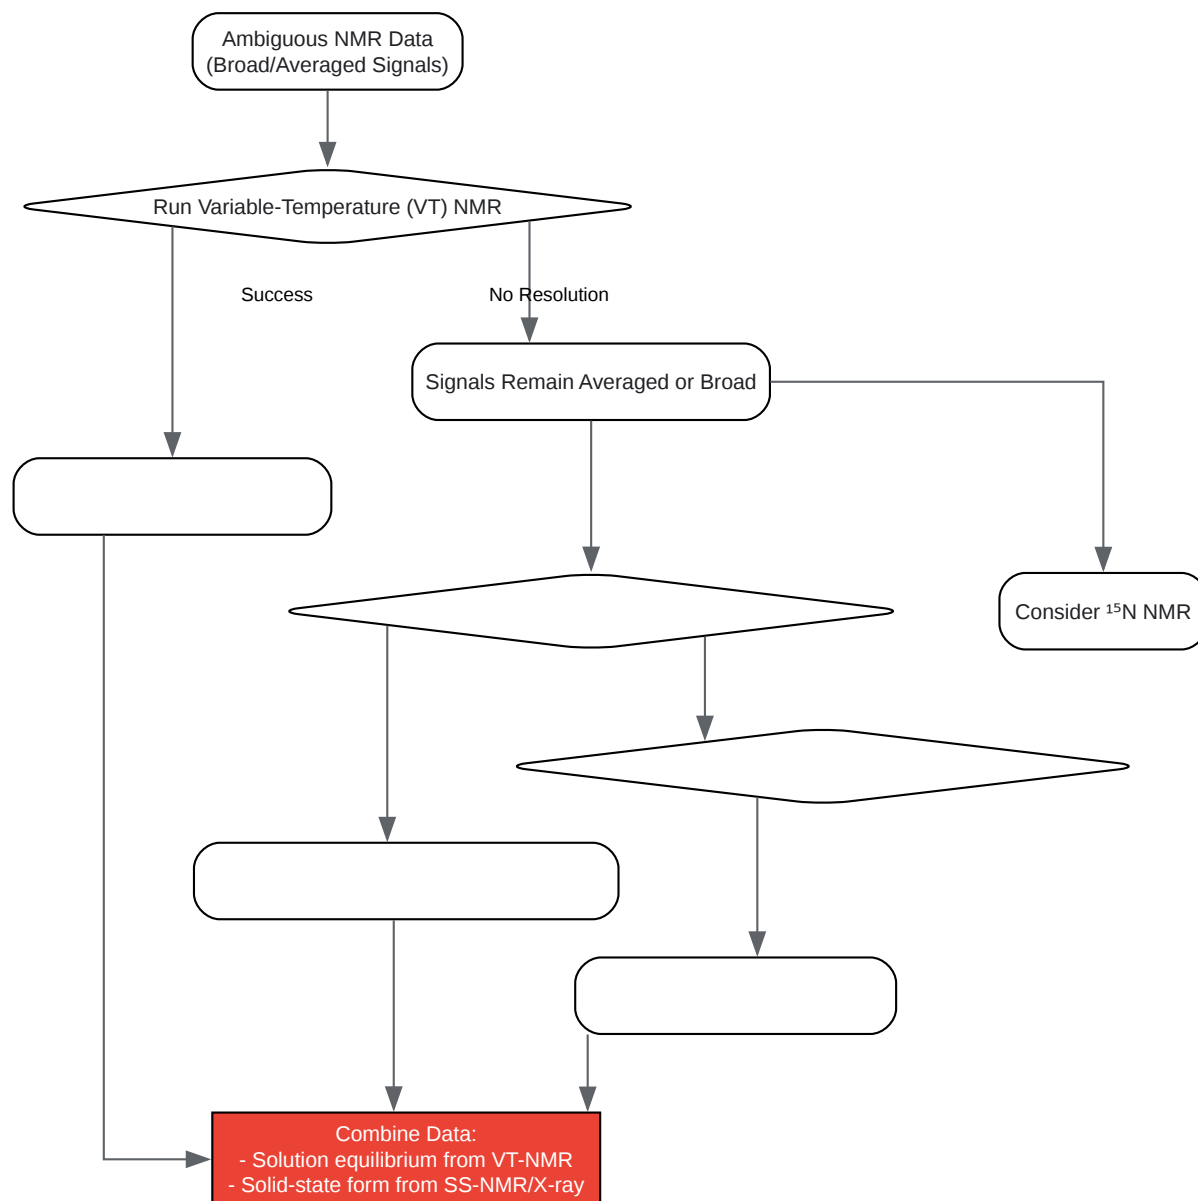 Ambiguous NMR Data
(Broad/Averaged Signals)
Run Variable-Temperature (VT) NMR
Success
No Resolution
Signals Remain Averaged or Broad
Consider ¹⁵N NMR
Combine Data:
- Solution equilibrium from VT-NMR
- Solid-state form from SS-NMR/X-ray